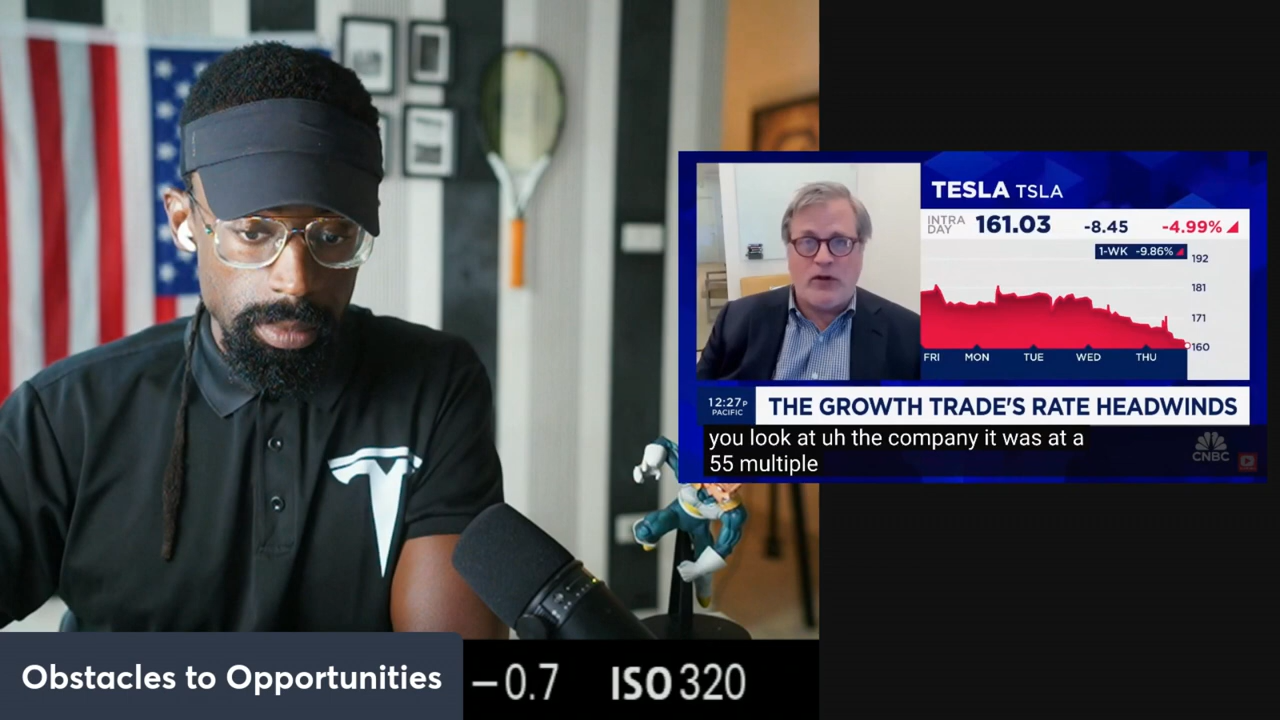 TESLA TSLA
INTRA DAY 161.03 -8.45 -4.99%
1-WK -9.86%
192
181
171
160
FRI MON TUE WED THU
12:27P PACIFIC
THE GROWTH TRADE'S RATE HEADWINDS
you look at uh the company it was at a
55 multiple
CNBC
Obstacles to Opportunities
−0.7 ISO 320